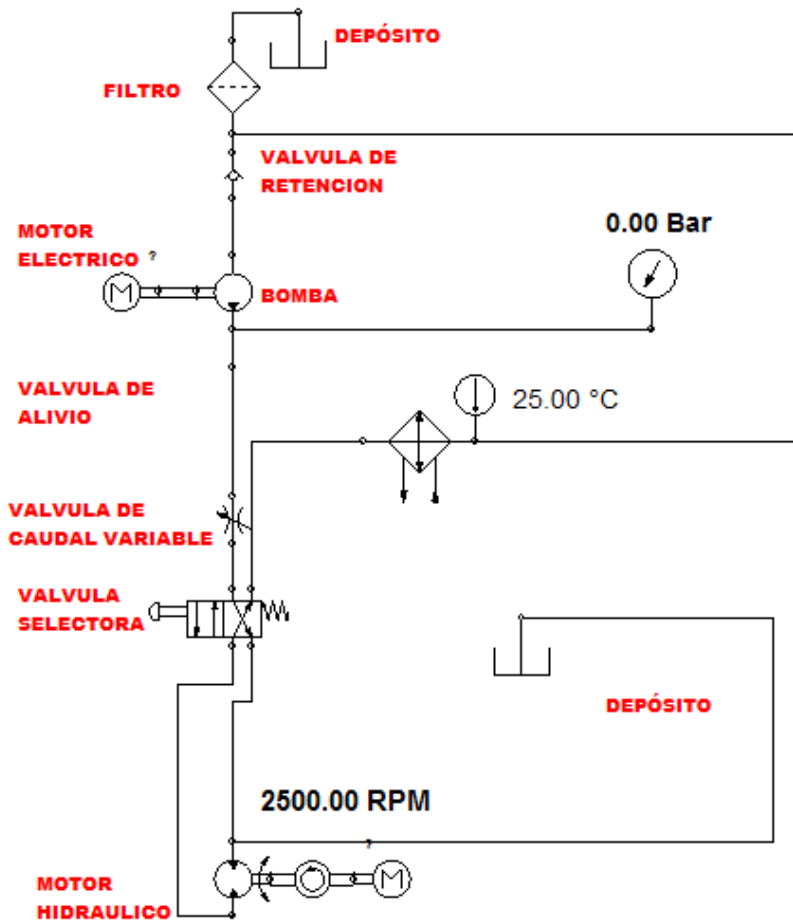 DEPÓSITO
FILTRO
VALVULA DE
RETENCION
0.00 Bar
MOTOR
ELECTRICO ?
M
BOMBA
VALVULA DE
ALIVIO
25.00 °C
VALVULA DE
CAUDAL VARIABLE
VALVULA
SELECTORA
DEPÓSITO
2500.00 RPM
?
M
MOTOR
HIDRAULICO